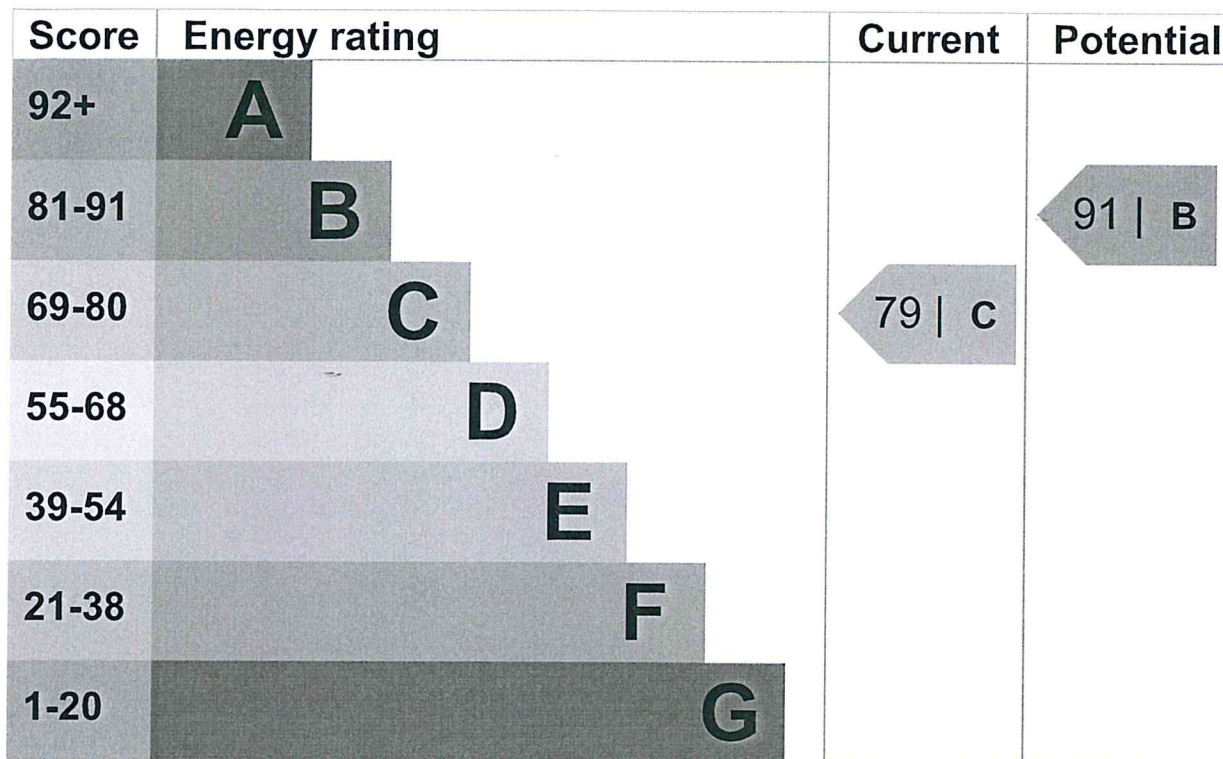 Score Energy rating Current Potential
92+ A
81-91 B 91 | B
69-80 C 79 | C
55-68 D
39-54 E
21-38 F
1-20 G